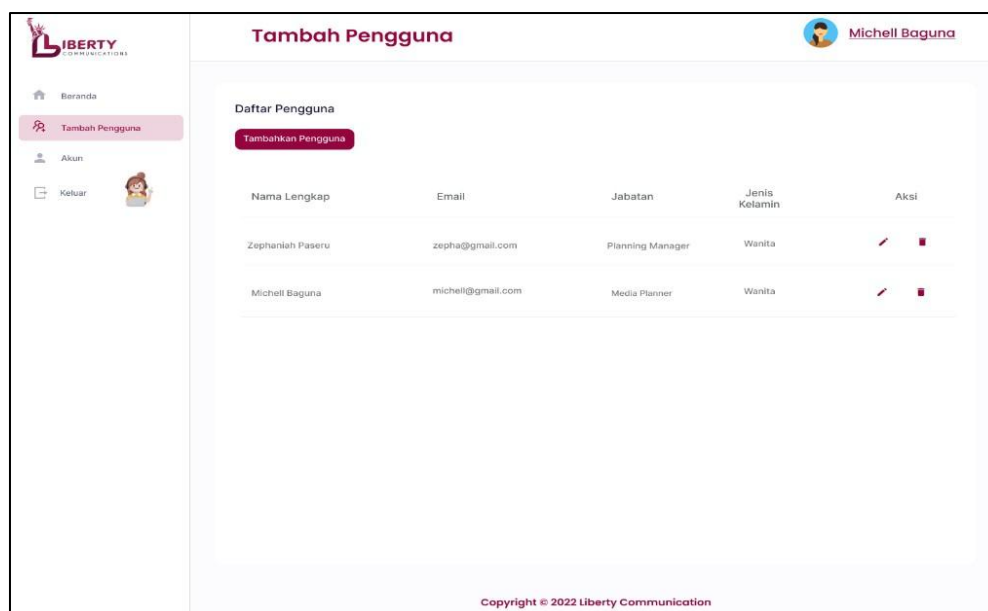 LIBERTY
COMMUNICATIONS
Tambah Pengguna
Michell Baguna
Beranda
Tambah Pengguna
Akun
Keluar
Daftar Pengguna
Tambahkan Pengguna
Nama Lengkap Email Jabatan Jenis Kelamin Aksi
Zephaniah Paseru zepha@gmail.com Planning Manager Wanita
Michell Baguna michell@gmail.com Media Planner Wanita
Copyright © 2022 Liberty Communication